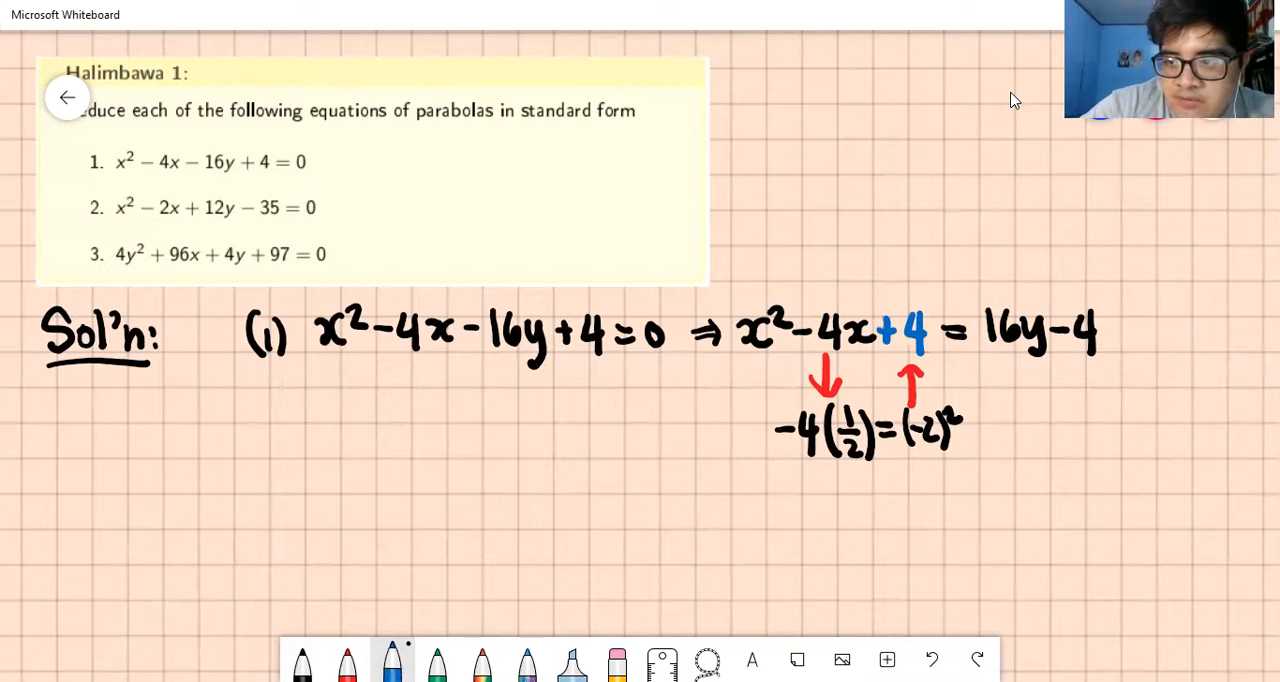 Microsoft Whiteboard
Halimbawa 1:
educe each of the following equations of parabolas in standard form
1. x² − 4x − 16y + 4 = 0
2. x² − 2x + 12y − 35 = 0
3. 4y² + 96x + 4y + 97 = 0
Sol'n: (1) x² − 4x − 16y + 4 = 0 ⇒ x² − 4x + 4 = 16y − 4
−4(1/2) = (−2)²